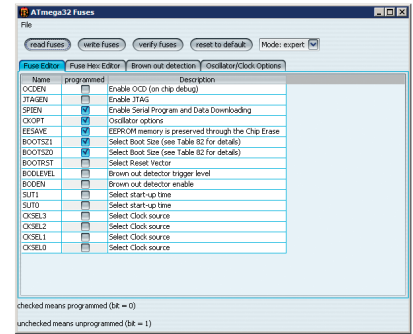 ATmega32 Fuses
File
read fuses write fuses verify fuses reset to default Mode: expert
Fuse Editor Fuse Hex Editor Brown out detection Oscillator/Clock Options
Name programmed Description
OCDEN Enable OCD (on chip debug)
JTAGEN Enable JTAG
SPIEN Enable Serial Program and Data Downloading
CKOPT Oscillator options
EESAVE EEPROM memory is preserved through the Chip Erase
BOOTSZ1 Select Boot Size (see Table 82 for details)
BOOTSZ0 Select Boot Size (see Table 82 for details)
BOOTRST Select Reset Vector
BODLEVEL Brown out detector trigger level
BODEN Brown out detector enable
SUT1 Select start-up time
SUT0 Select start-up time
CKSEL3 Select Clock source
CKSEL2 Select Clock source
CKSEL1 Select Clock source
CKSEL0 Select Clock source
checked means programmed (bit = 0)
unchecked means unprogrammed (bit = 1)